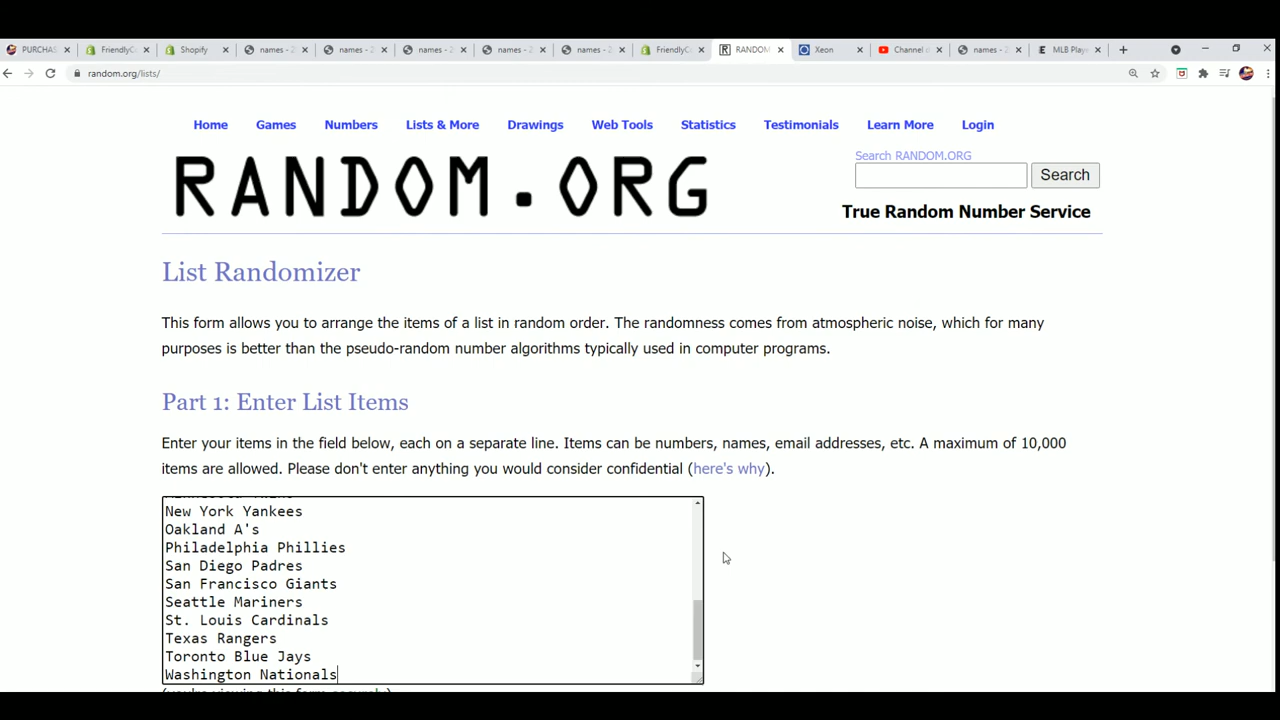 PURCHAS
FriendlyC
Shopify
names - 2
names - 2
names - 2
names - 2
names - 2
FriendlyC
RANDOM
Xeon
Channel d
names - 2
MLB Playe
random.org/lists/
Home Games Numbers Lists & More Drawings Web Tools Statistics Testimonials Learn More Login
RANDOM.ORG
Search RANDOM.ORG
Search
True Random Number Service
List Randomizer
This form allows you to arrange the items of a list in random order. The randomness comes from atmospheric noise, which for many
purposes is better than the pseudo-random number algorithms typically used in computer programs.
Part 1: Enter List Items
Enter your items in the field below, each on a separate line. Items can be numbers, names, email addresses, etc. A maximum of 10,000
items are allowed. Please don't enter anything you would consider confidential (here's why).
New York Yankees
Oakland A's
Philadelphia Phillies
San Diego Padres
San Francisco Giants
Seattle Mariners
St. Louis Cardinals
Texas Rangers
Toronto Blue Jays
Washington Nationals
(you're viewing this form securely)